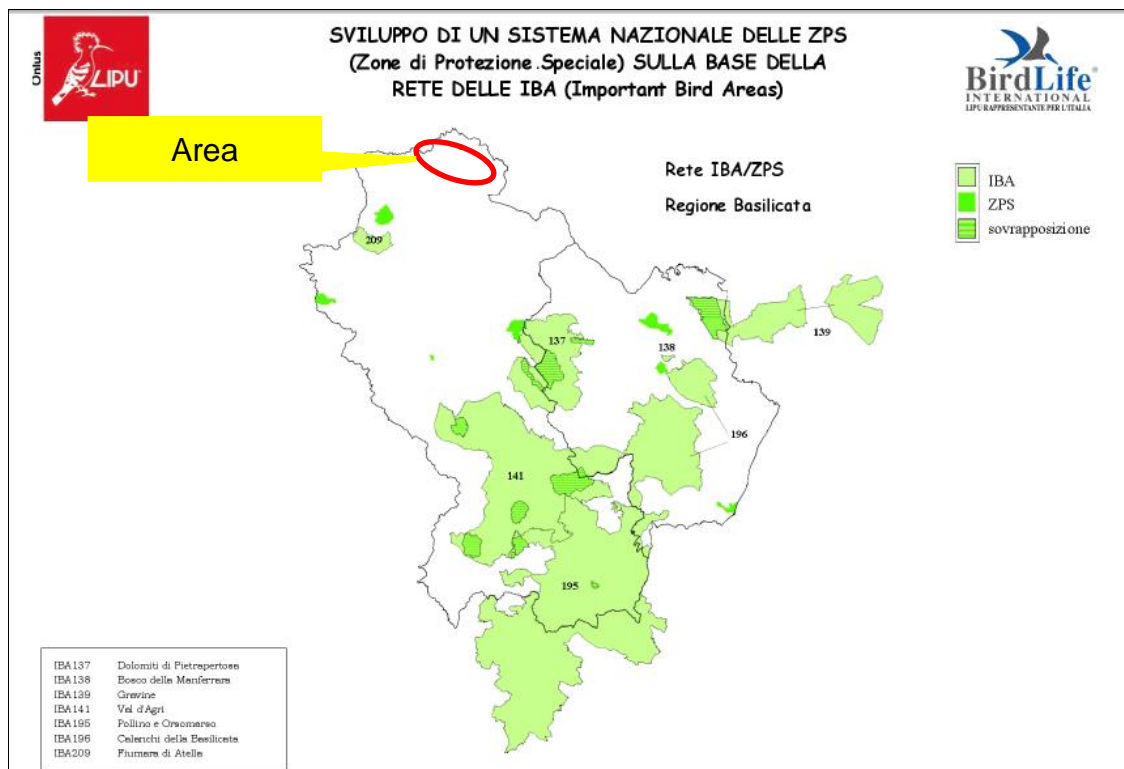 Onlus
LIPU
SVILUPPO DI UN SISTEMA NAZIONALE DELLE ZPS
(Zone di Protezione.Speciale) SULLA BASE DELLA
RETE DELLE IBA (Important Bird Areas)
BirdLife
INTERNATIONAL
LIPU RAPPRESENTANTE PER L'ITALIA
Area
Rete IBA/ZPS
Regione Basilicata
IBA
ZPS
sovrapposizione
209
137
138
139
196
141
195
IBA137 Dolomiti di Pietrapertosa
IBA138 Bosco della Manferrara
IBA139 Gravine
IBA141 Val d'Agri
IBA195 Pollino e Orsomarso
IBA196 Calanchi della Basilicata
IBA209 Fiumara di Atella